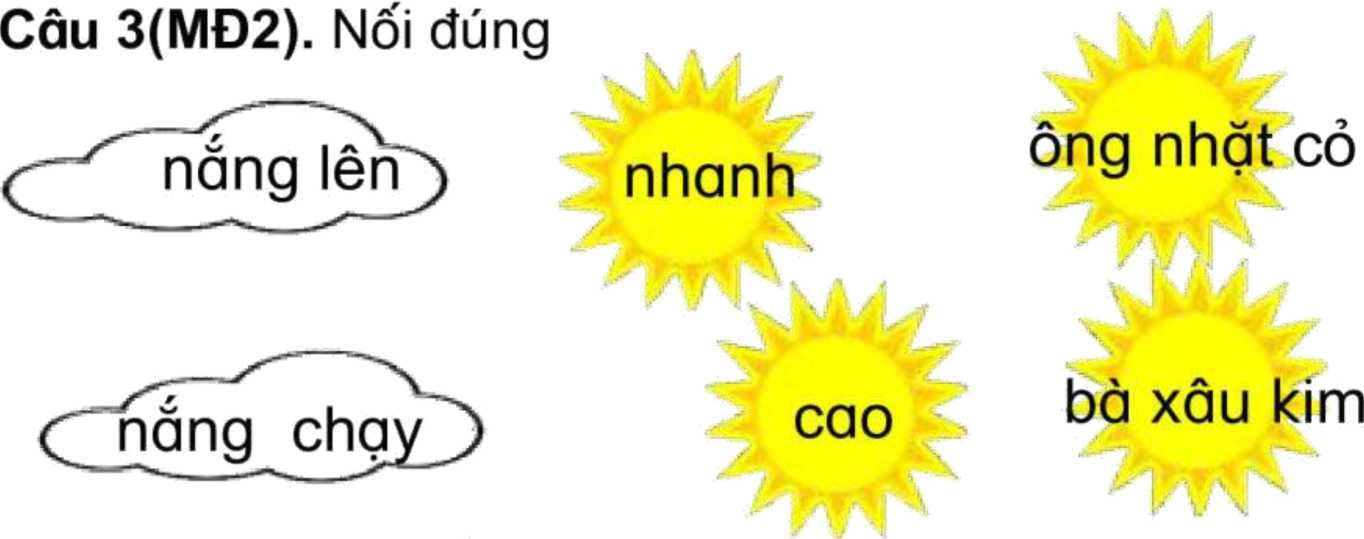 Câu 3(MĐ2). Nối đúng
nắng lên
nhanh
ông nhặt cỏ
nắng chạy
cao
bà xâu kim